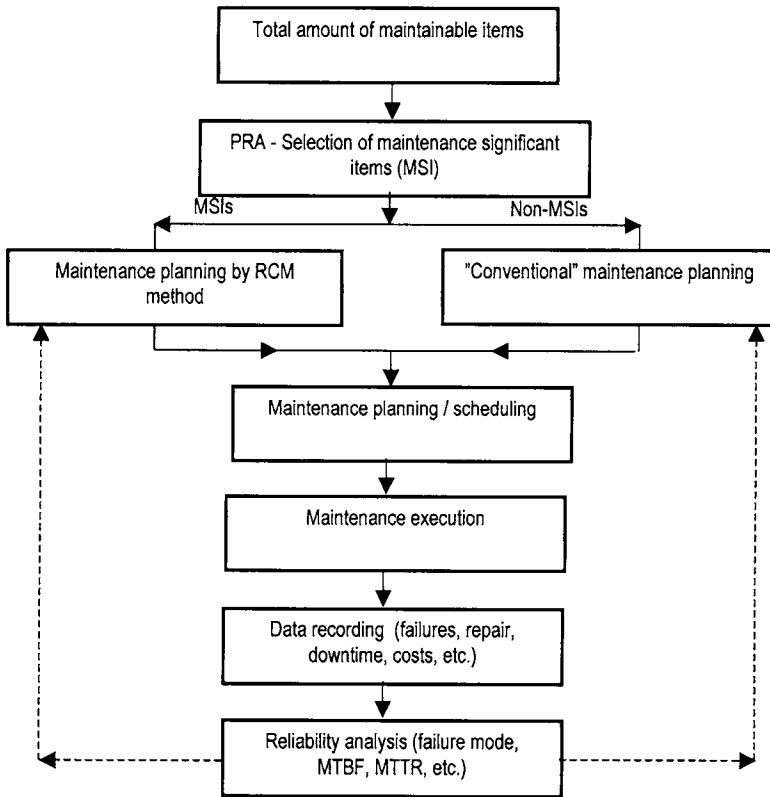 Total amount of maintainable items
PRA - Selection of maintenance significant
items (MSI)
MSIs
Non-MSIs
Maintenance planning by RCM
method
"Conventional" maintenance planning
Maintenance planning / scheduling
Maintenance execution
Data recording (failures, repair,
downtime, costs, etc.)
Reliability analysis (failure mode,
MTBF, MTTR, etc.)